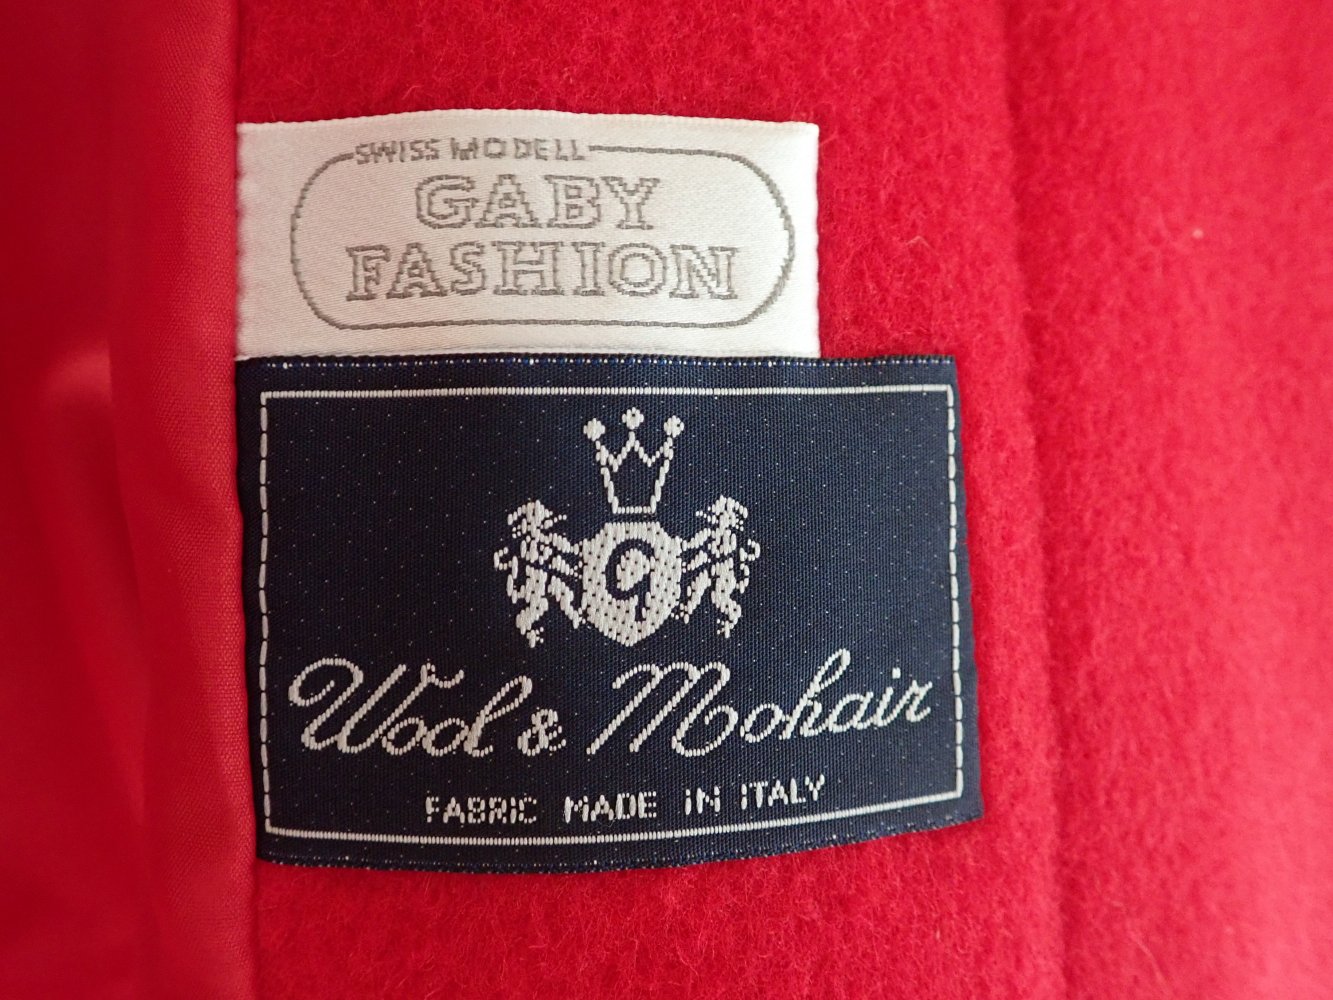 SWISS MODELL
GABY
FASHION
G
Wool & Mohair
FABRIC MADE IN ITALY